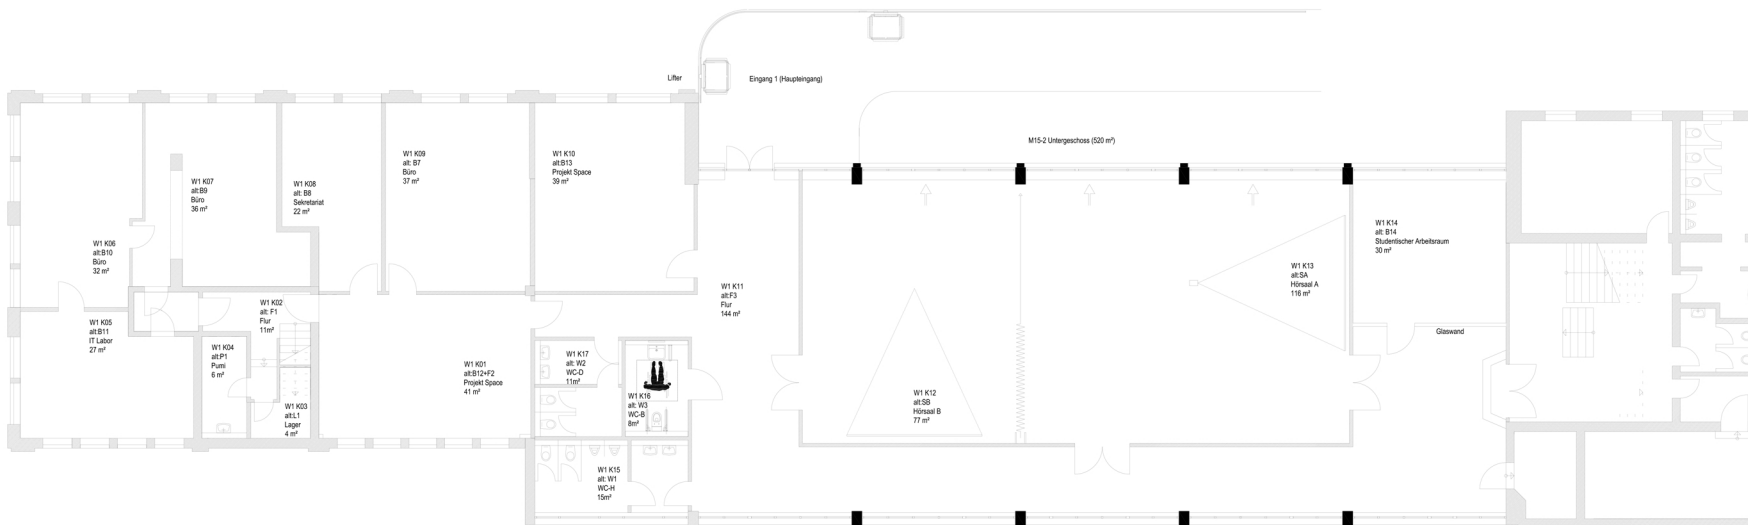 Lifter
Eingang 1 (Haupteingang)
M15-2 Untergeschoss (520 m²)
W1 K09
alt: B7
Büro
37 m²
W1 K10
alt:B13
Projekt Space
39 m²
W1 K07
alt:B9
Büro
36 m²
W1 K08
alt: B8
Sekretariat
22 m²
W1 K06
alt:B10
Büro
32 m²
W1 K14
alt: B14
Studentischer Arbeitsraum
30 m²
W1 K13
alt:SA
Hörsaal A
116 m²
W1 K11
alt:F3
Flur
144 m²
W1 K02
alt: F1
Flur
11m²
W1 K05
alt:B11
IT Labor
27 m²
Glaswand
W1 K04
alt:P1
Pumi
6 m²
W1 K17
alt: W2
WC-D
11m²
W1 K01
alt:B12+F2
Projekt Space
41 m²
W1 K12
alt:SB
Hörsaal B
77 m²
W1 K16
alt: W3
WC-B
8m²
W1 K03
alt:L1
Lager
4 m²
W1 K15
alt: W1
WC-H
15m²